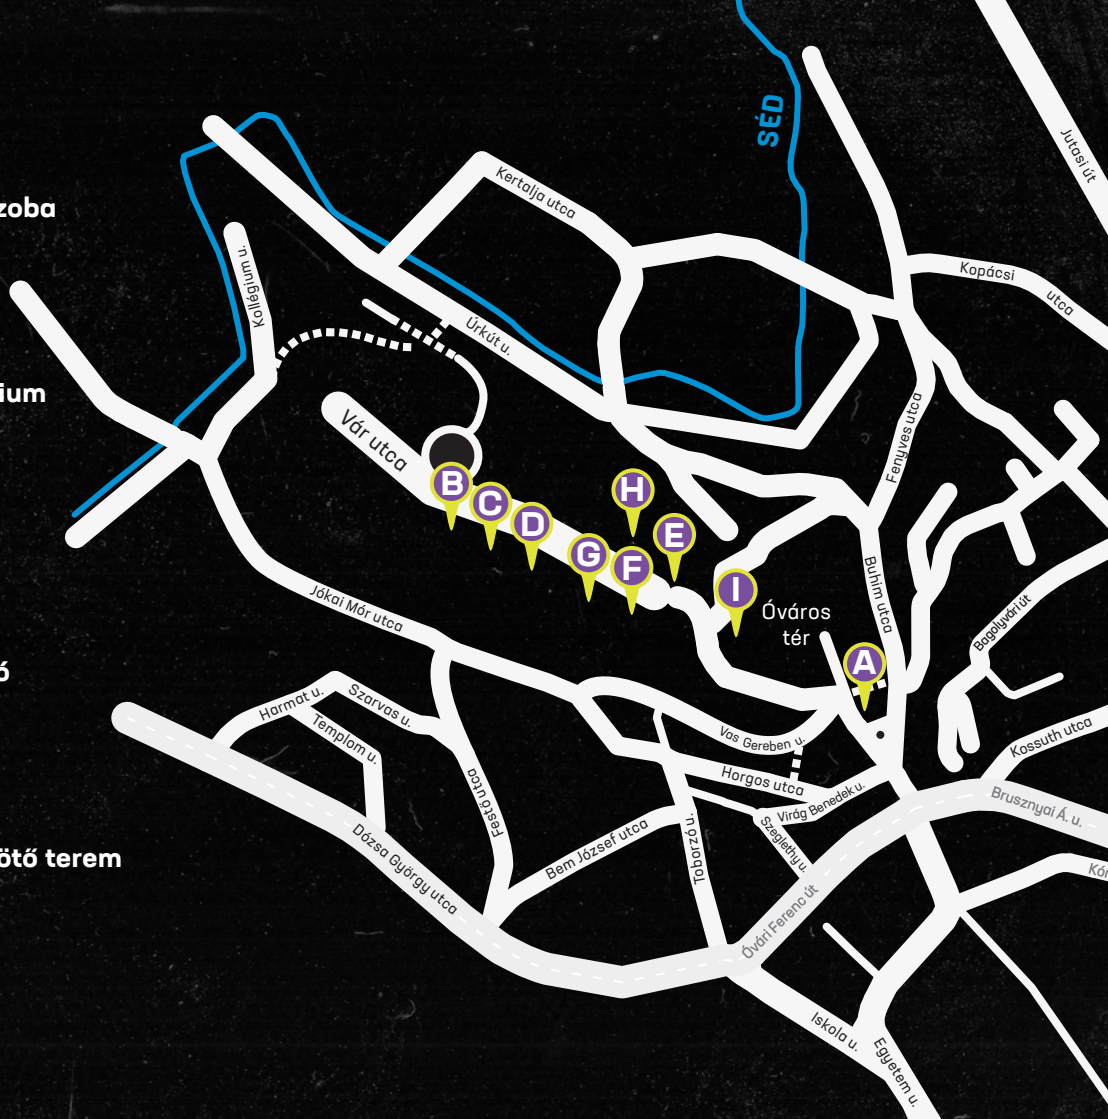 SÉD
Jutasi út
Kertalja utca
zoba
Kollégium u.
Kopácsi
utca
Úrkút u.
ium
Vár utca
Fenyves utca
B
C
D
H
E
G
F
I
Óváros
tér
Buhim utca
Jókai Mór utca
Bagolyvári út
A
ő
Harmat u.
Szarvas u.
Templom u.
Vas Gereben u.
Kossuth utca
Horgos utca
Virág Benedek u.
Brusznyai Á. u.
Festő utca
Szeglethy u.
Toborzó u.
Bem József utca
ötő terem
Dózsa György utca
Kór
Óvári Ferenc út
Iskola u.
Egyetem u.